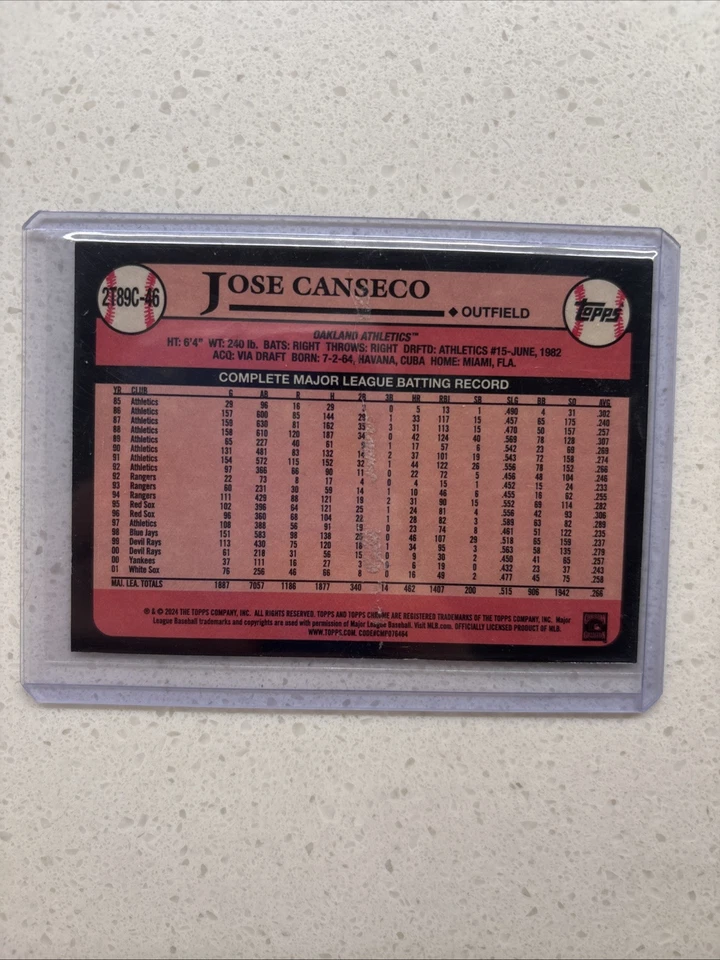 2T89C-46
JOSE CANSECO
OUTFIELD
Topps
OAKLAND ATHLETICS™
HT: 6'4" WT: 240 lb. BATS: RIGHT THROWS: RIGHT DRFTD: ATHLETICS #15-JUNE, 1982
ACQ: VIA DRAFT BORN: 7-2-64, HAVANA, CUBA HOME: MIAMI, FLA.
COMPLETE MAJOR LEAGUE BATTING RECORD
YR CLUB G AB R H 2B 3B HR RBI SB SLG BB SO AVG
85 Athletics 29 96 16 29 3 0 5 13 1 .490 4 31 .302
86 Athletics 157 600 85 144 29 1 33 117 15 .457 65 175 .240
87 Athletics 159 630 81 162 35 3 31 113 15 .470 50 157 .257
88 Athletics 158 610 120 187 34 0 42 124 40 .569 78 128 .307
89 Athletics 65 227 40 61 9 1 17 57 6 .542 23 69 .269
90 Athletics 131 481 83 132 14 2 37 101 19 .543 72 158 .274
91 Athletics 154 572 115 152 32 1 44 122 26 .556 78 152 .266
92 Athletics 97 366 66 90 11 0 22 72 5 .456 48 104 .246
92 Rangers 22 73 8 17 4 0 4 15 1 .452 15 24 .233
93 Rangers 60 231 30 59 14 1 10 46 6 .455 16 62 .255
94 Rangers 111 429 88 121 19 2 31 90 15 .552 69 114 .282
95 Red Sox 102 396 64 121 25 1 24 81 4 .556 42 93 .306
96 Red Sox 96 360 68 104 22 1 28 82 3 .589 63 82 .289
97 Athletics 108 388 56 91 19 0 23 74 8 .461 51 122 .235
98 Blue Jays 151 583 98 138 26 0 46 107 29 .518 65 159 .237
99 Devil Rays 113 430 75 120 18 1 34 95 3 .563 58 135 .279
00 Devil Rays 61 218 31 56 15 0 9 30 2 .450 41 65 .257
00 Yankees 37 111 16 27 3 0 6 19 0 .432 23 37 .243
01 White Sox 76 256 46 66 8 0 16 49 2 .477 45 75 .258
MAJ. LEA. TOTALS 1887 7057 1186 1877 340 14 462 1407 200 .515 906 1942 .266
® & © 2024 THE TOPPS COMPANY, INC. ALL RIGHTS RESERVED. TOPPS AND TOPPS CHROME ARE REGISTERED TRADEMARKS OF THE TOPPS COMPANY, INC. Major
League Baseball trademarks and copyrights are used with permission of Major League Baseball. Visit MLB.com. OFFICIALLY LICENSED PRODUCT OF MLB.
WWW.TOPPS.COM. CODE#CMP076464